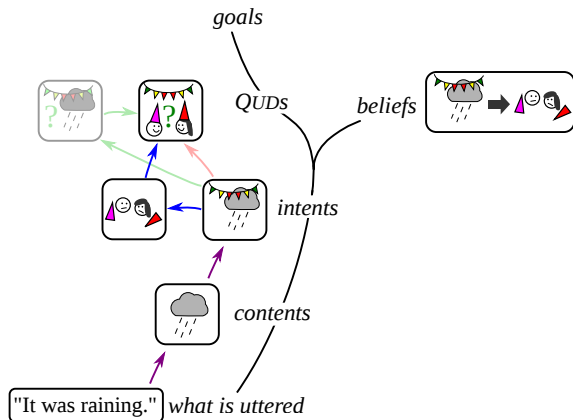 goals
QUDs
beliefs
?
?
intents
contents
"It was raining."
what is uttered